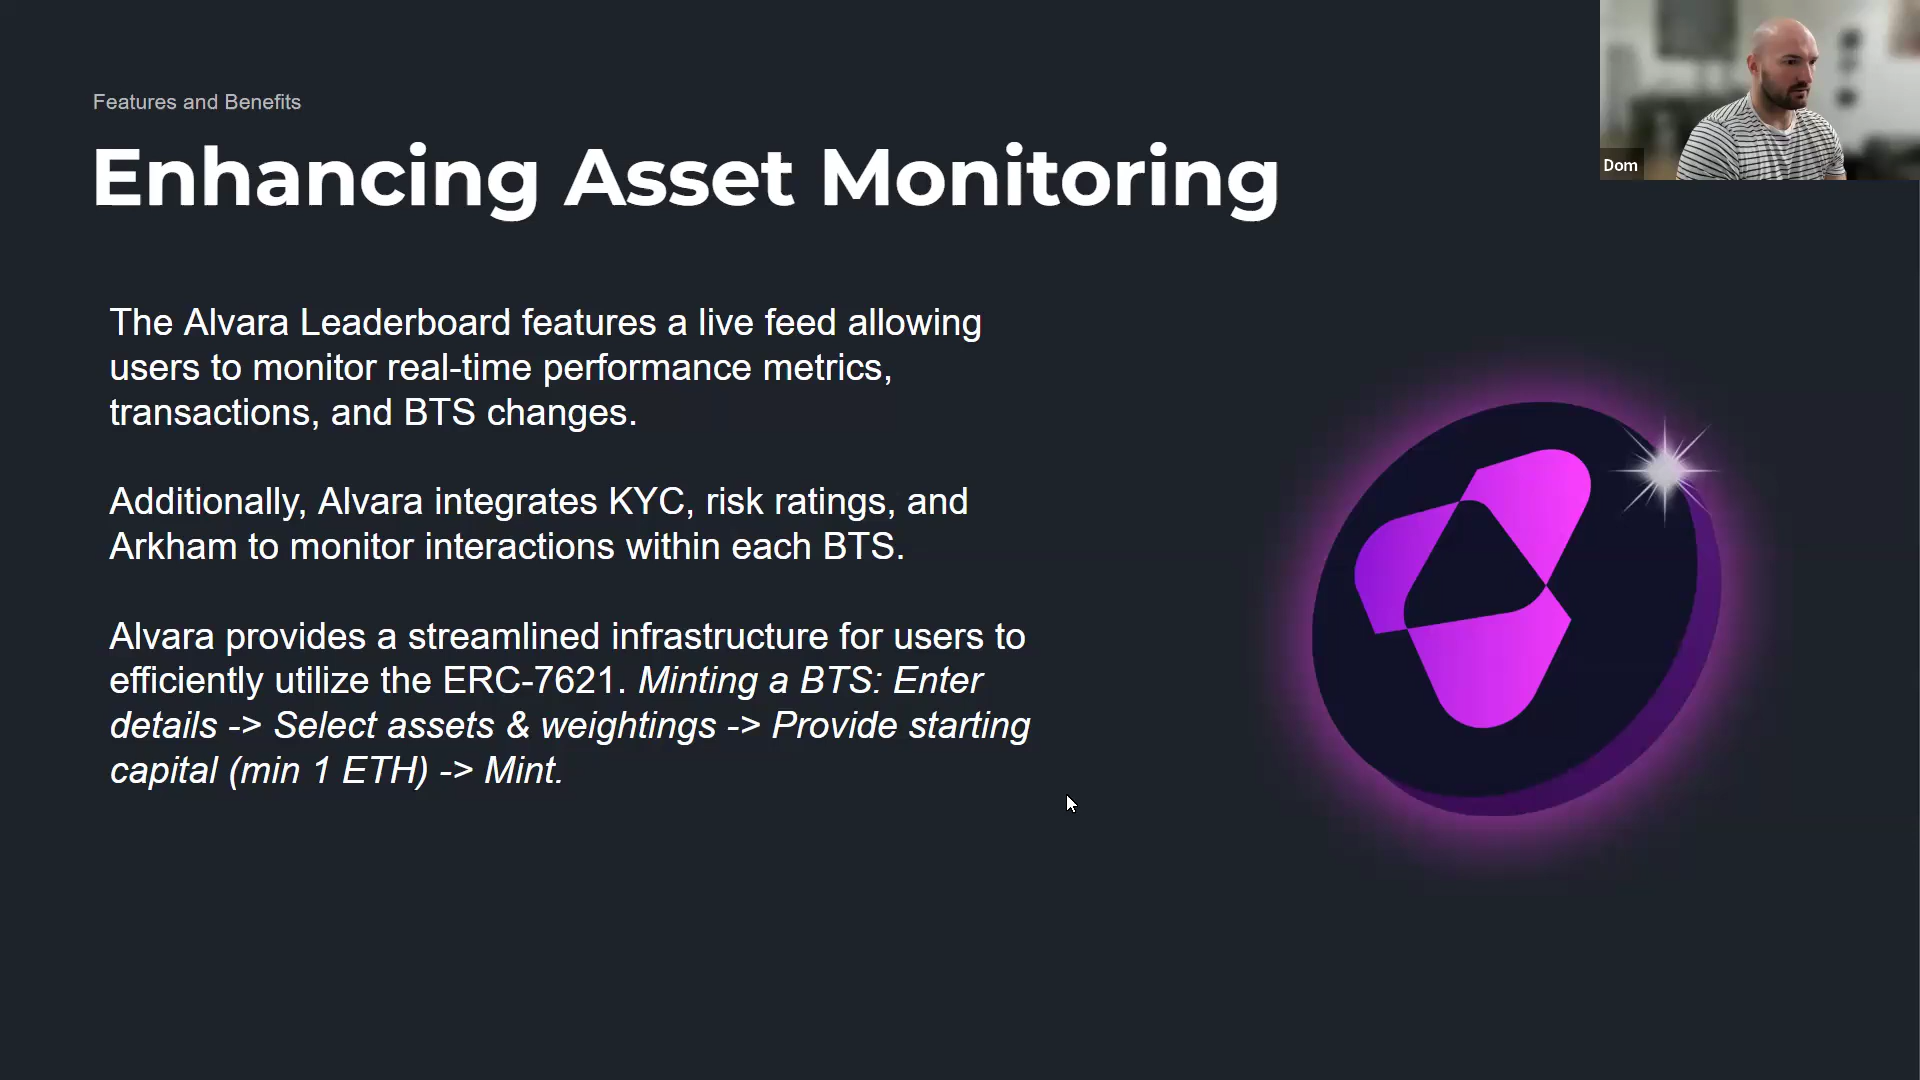 Features and Benefits
Enhancing Asset Monitoring
Dom
The Alvara Leaderboard features a live feed allowing
users to monitor real-time performance metrics,
transactions, and BTS changes.
Additionally, Alvara integrates KYC, risk ratings, and
Arkham to monitor interactions within each BTS.
Alvara provides a streamlined infrastructure for users to
efficiently utilize the ERC-7621. Minting a BTS: Enter
details -> Select assets & weightings -> Provide starting
capital (min 1 ETH) -> Mint.